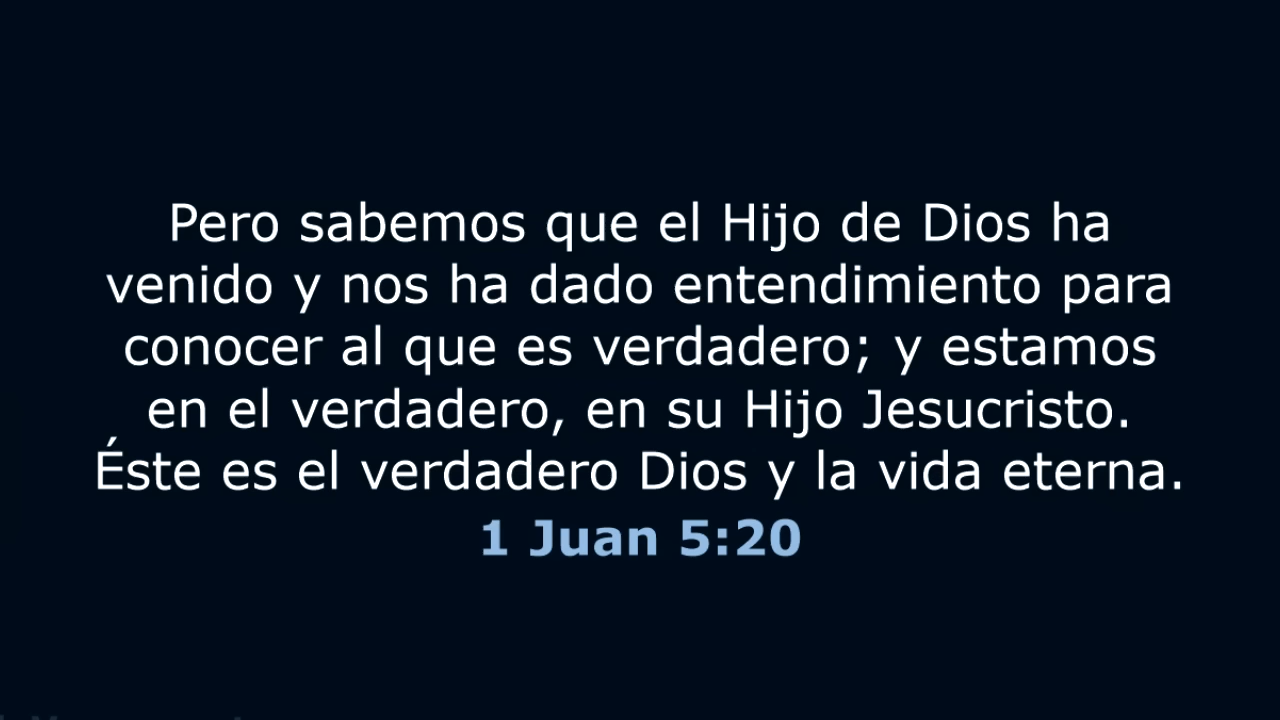 Pero sabemos que el Hijo de Dios ha
venido y nos ha dado entendimiento para
conocer al que es verdadero; y estamos
en el verdadero, en su Hijo Jesucristo.
Éste es el verdadero Dios y la vida eterna.
1 Juan 5:20